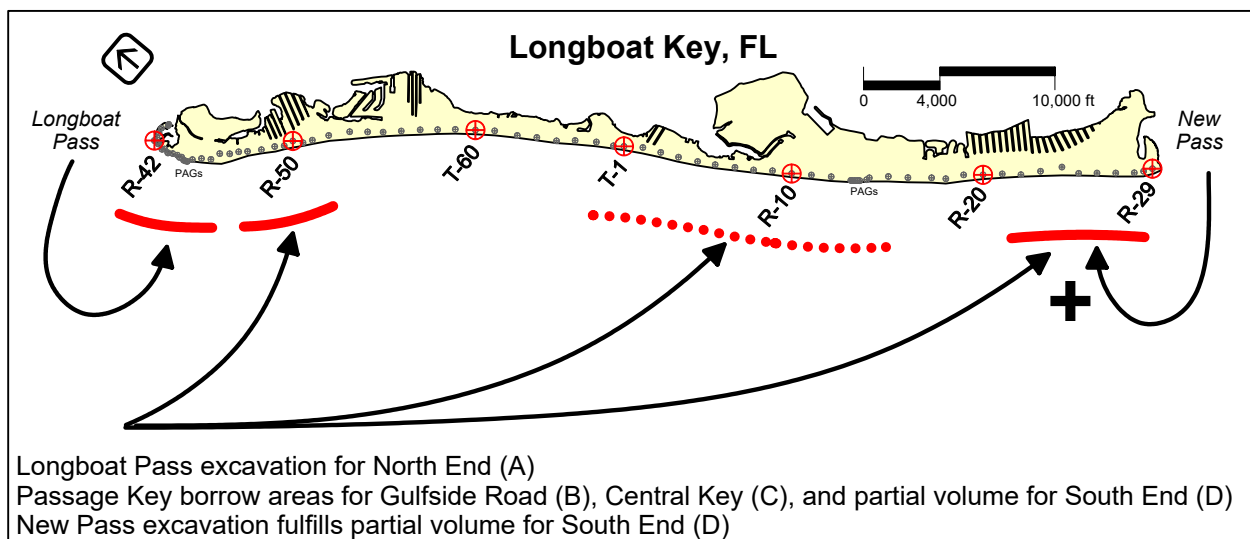 Longboat Key, FL
0 4,000 10,000 ft
Longboat
Pass
New
Pass
R-42
PAGs
R-50
T-60
T-1
R-10
PAGs
R-20
R-29
+
Longboat Pass excavation for North End (A)
Passage Key borrow areas for Gulfside Road (B), Central Key (C), and partial volume for South End (D)
New Pass excavation fulfills partial volume for South End (D)